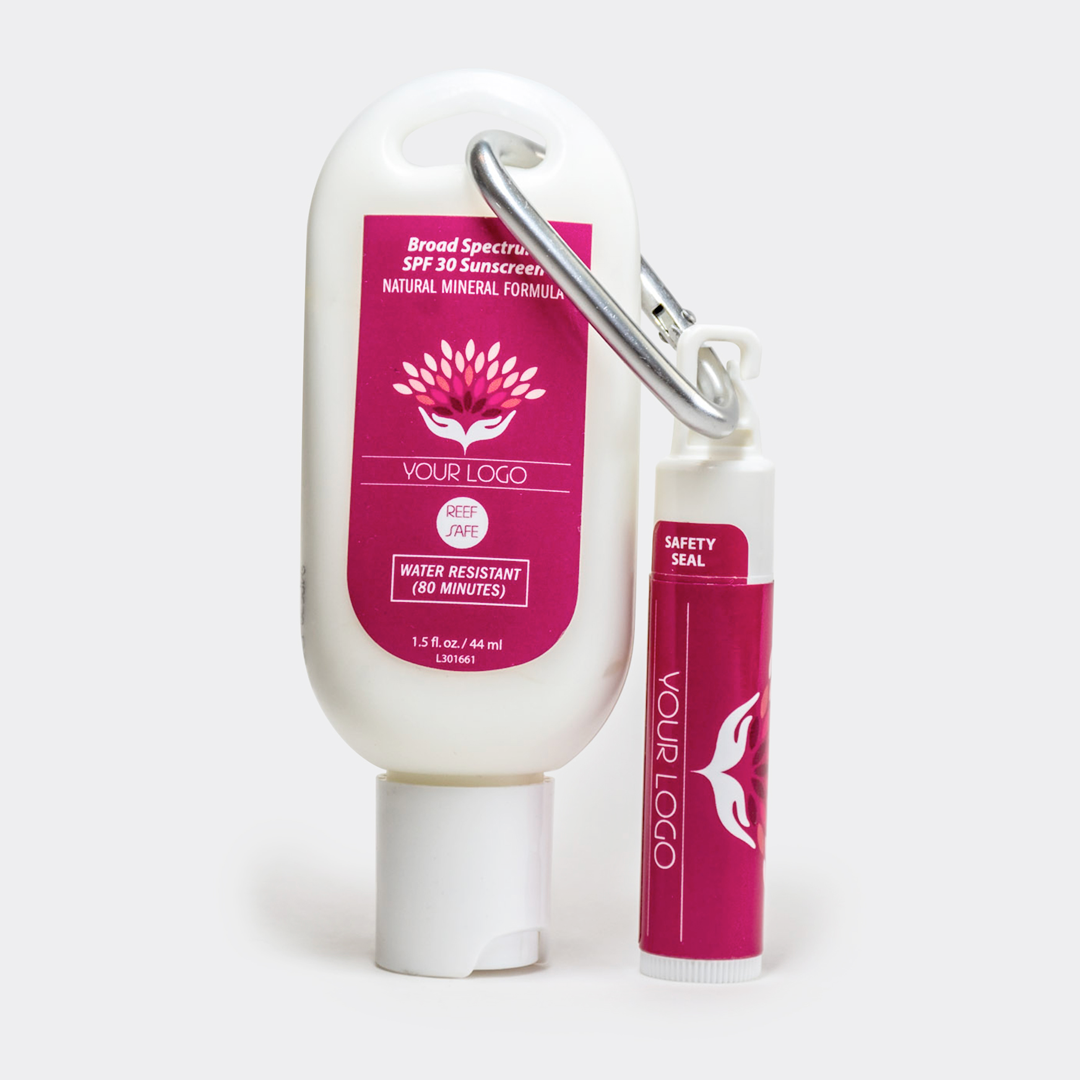 Broad Spectru
SPF 30 Sunscreen
NATURAL MINERAL FORMULA
YOUR LOGO
REEF
SAFE
WATER RESISTANT
(80 MINUTES)
1.5 fl. oz. / 44 ml
L301661
SAFETY
SEAL
YOUR LOGO